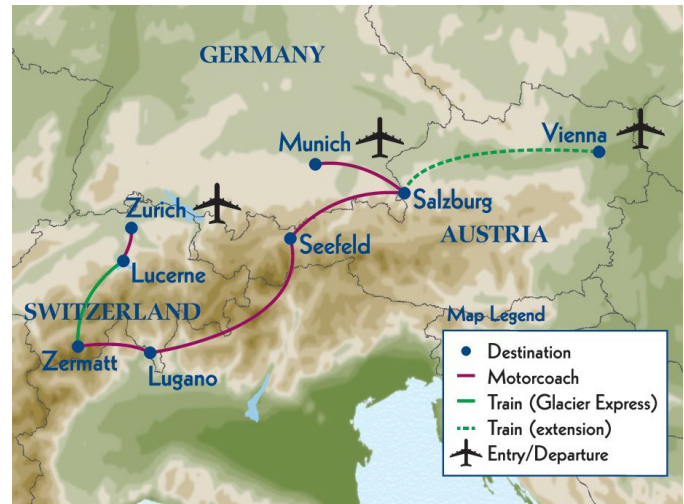 GERMANY
Munich
Vienna
Zurich
Salzburg
Seefeld
AUSTRIA
Lucerne
SWITZERLAND
Zermatt
Lugano
Map Legend
Destination
Motorcoach
Train (Glacier Express)
Train (extension)
Entry/Departure